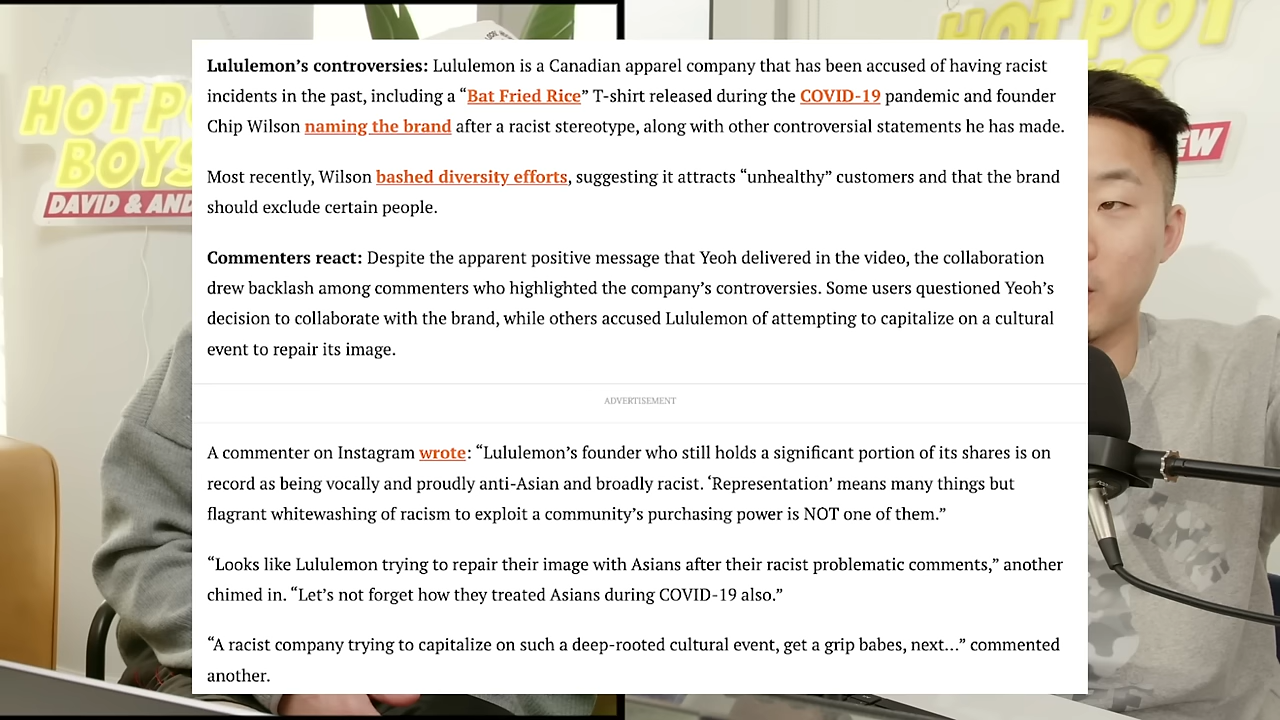 HOT P
BOYS
DAVID & AND
HOT POT
EW
Lululemon’s controversies: Lululemon is a Canadian apparel company that has been accused of having racist
incidents in the past, including a “Bat Fried Rice” T-shirt released during the COVID-19 pandemic and founder
Chip Wilson naming the brand after a racist stereotype, along with other controversial statements he has made.
Most recently, Wilson bashed diversity efforts, suggesting it attracts “unhealthy” customers and that the brand
should exclude certain people.
Commenters react: Despite the apparent positive message that Yeoh delivered in the video, the collaboration
drew backlash among commenters who highlighted the company’s controversies. Some users questioned Yeoh’s
decision to collaborate with the brand, while others accused Lululemon of attempting to capitalize on a cultural
event to repair its image.
ADVERTISEMENT
A commenter on Instagram wrote: “Lululemon’s founder who still holds a significant portion of its shares is on
record as being vocally and proudly anti-Asian and broadly racist. ‘Representation’ means many things but
flagrant whitewashing of racism to exploit a community’s purchasing power is NOT one of them.”
“Looks like Lululemon trying to repair their image with Asians after their racist problematic comments,” another
chimed in. “Let’s not forget how they treated Asians during COVID-19 also.”
“A racist company trying to capitalize on such a deep-rooted cultural event, get a grip babes, next...” commented
another.